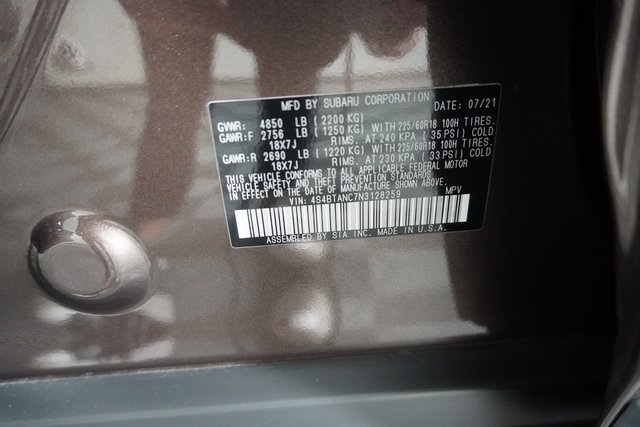 MFD BY SUBARU CORPORATION DATE: 07/21
GVWR: 4850 LB (2200 KG)
GAWR:F 2756 LB (1250 KG) WITH 225/60R18 100H TIRES.
18X7J RIMS. AT 240 KPA (35 PSI) COLD
GAWR:R 2690 LB (1220 KG) WITH 225/60R18 100H TIRES.
18X7J RIMS. AT 230 KPA (33 PSI) COLD
THIS VEHICLE CONFORMS TO ALL APPLICABLE FEDERAL MOTOR
VEHICLE SAFETY AND THEFT PREVENTION STANDARDS
IN EFFECT ON THE DATE OF MANUFACTURE SHOWN ABOVE.
VIN: 4S4BTANC7N3128259 MPV
ASSEMBLED BY SIA INC. MADE IN U.S.A.